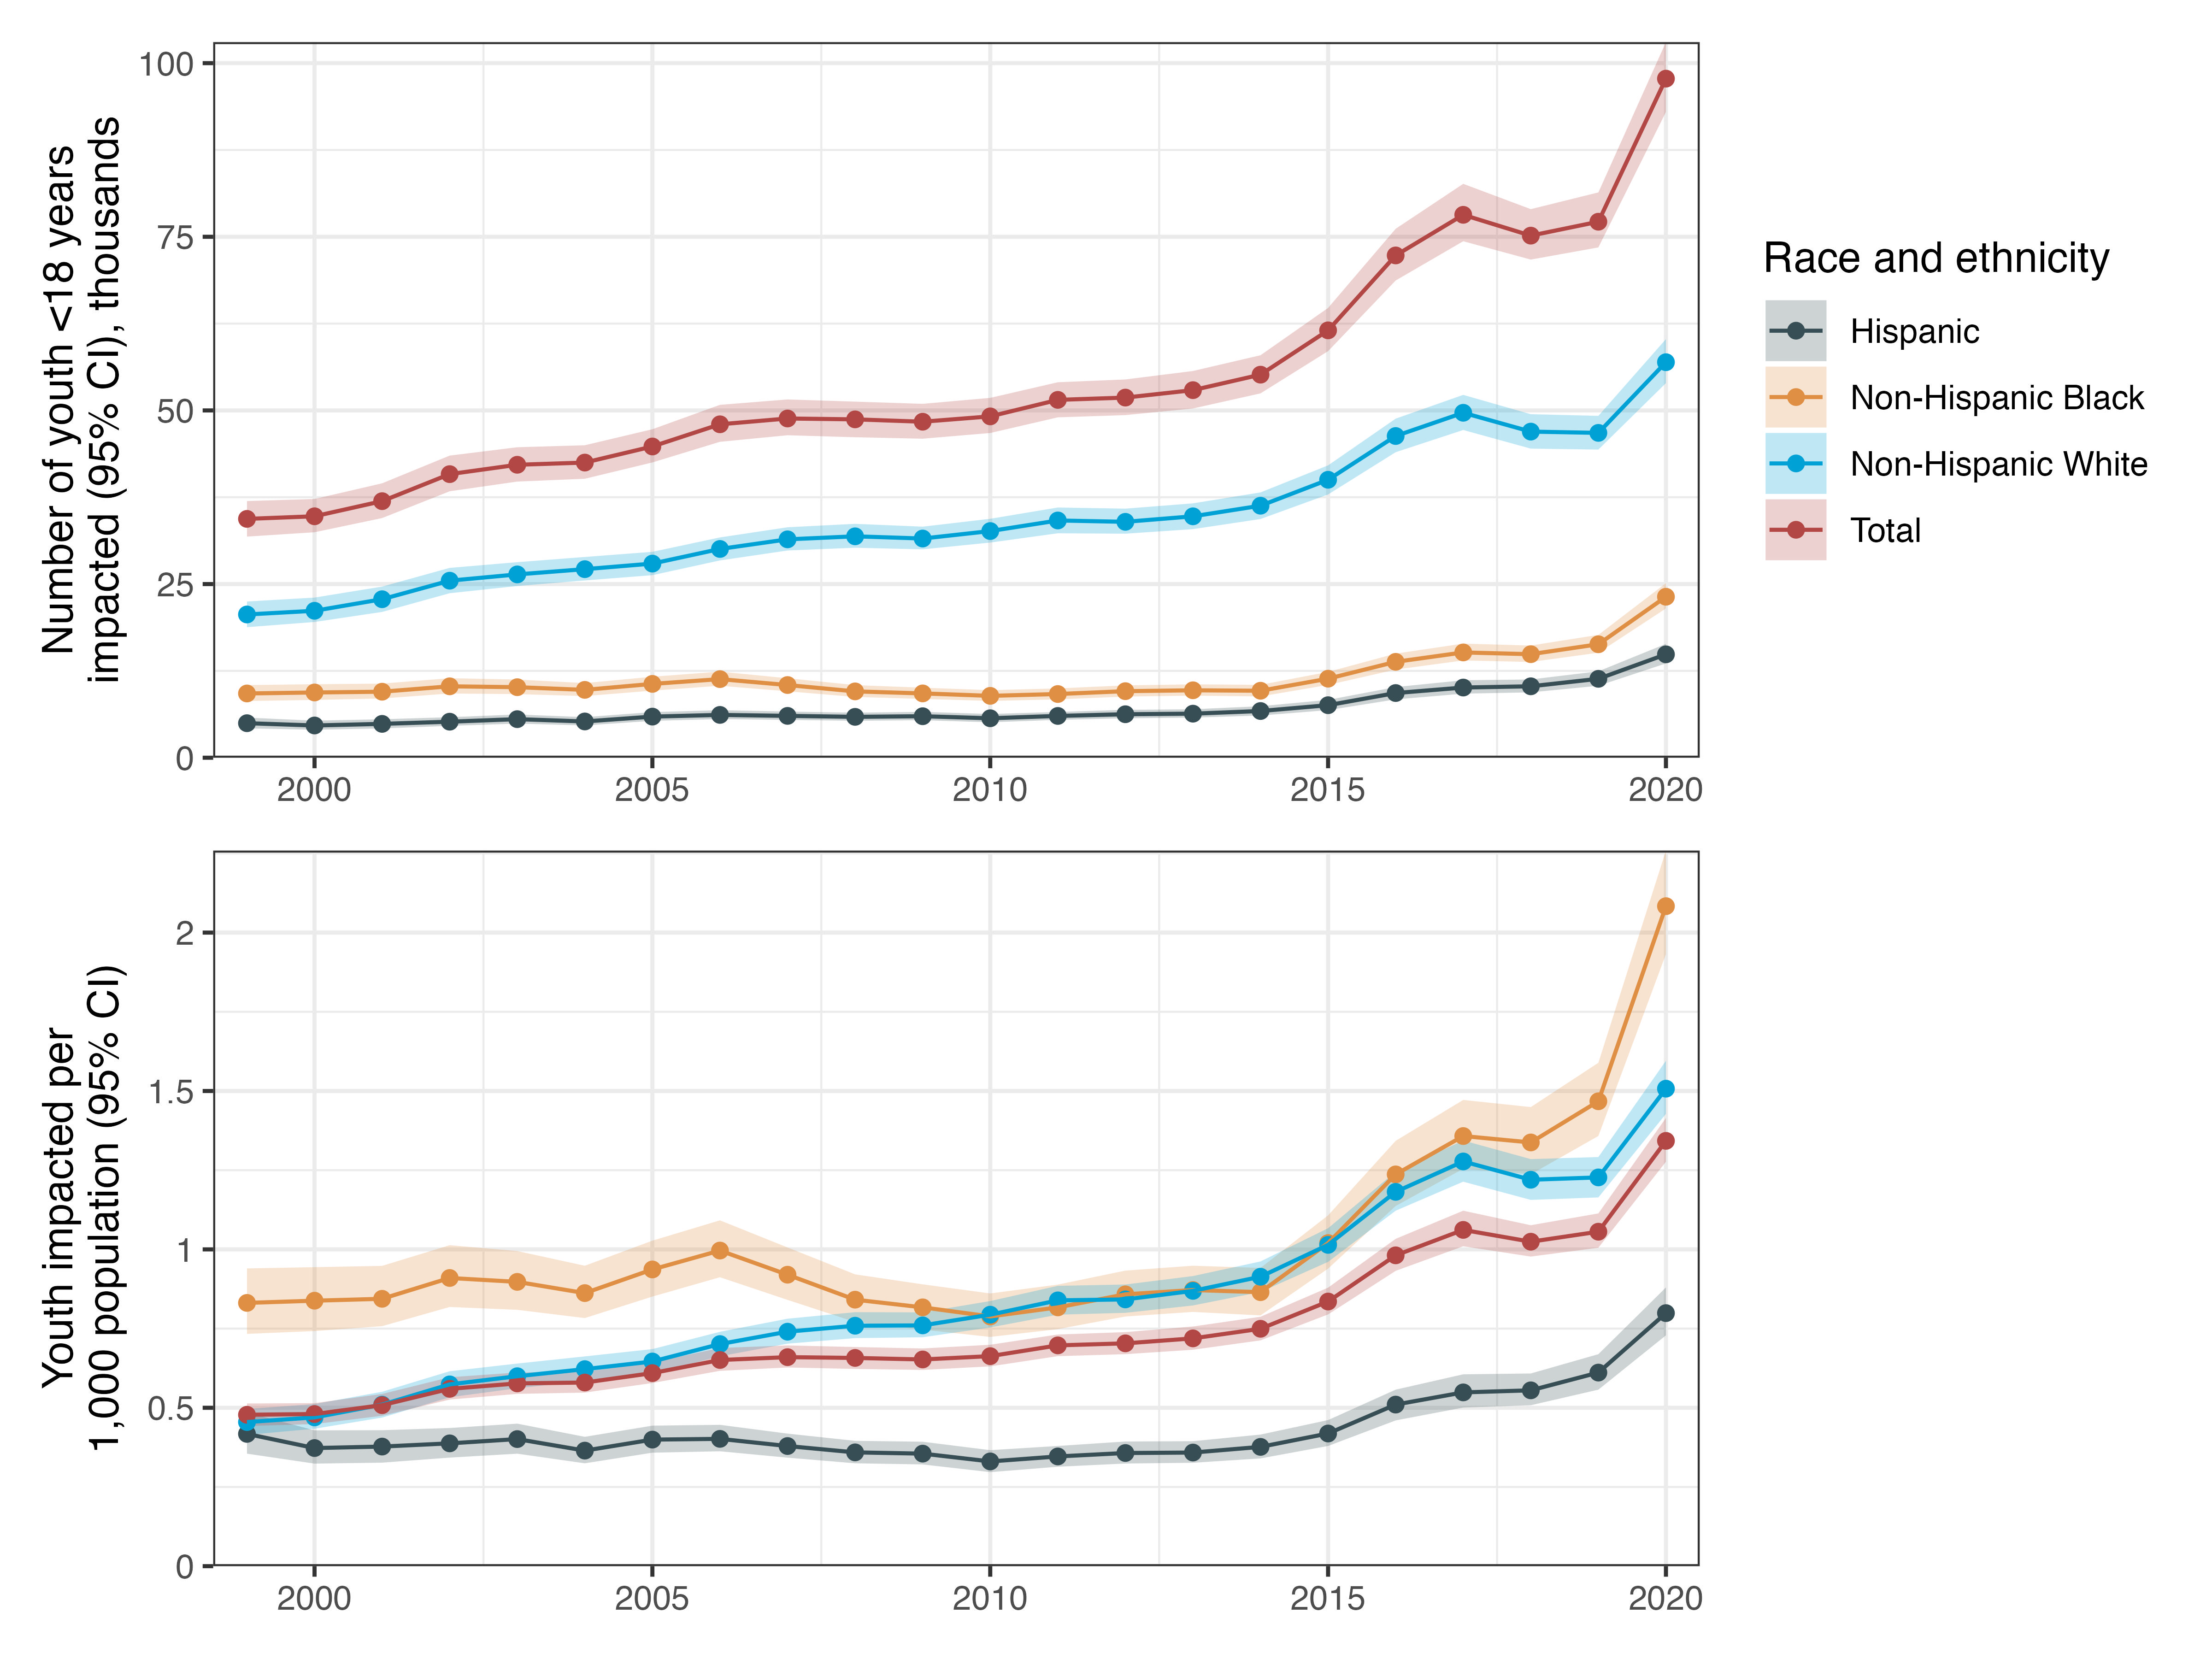 Number of youth <18 years
impacted (95% CI), thousands
100
75
50
25
0
2000 2005 2010 2015 2020
Race and ethnicity
Hispanic
Non-Hispanic Black
Non-Hispanic White
Total
Youth impacted per
1,000 population (95% CI)
2
1.5
1
0.5
0
2000 2005 2010 2015 2020